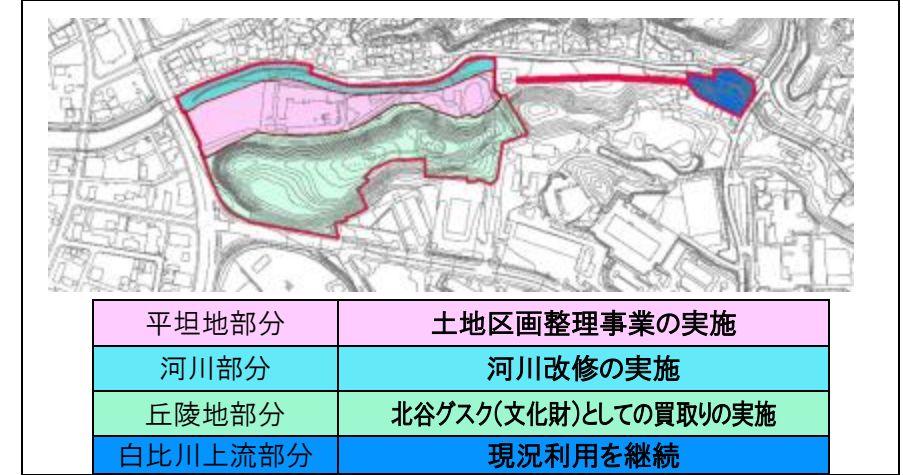 平坦地部分 土地区画整理事業の実施
河川部分 河川改修の実施
丘陵地部分 北谷グスク(文化財)としての買取りの実施
白比川上流部分 現況利用を継続